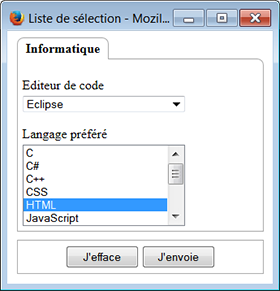 Liste de sélection - Mozil...
Informatique
Editeur de code
Eclipse
Langage préféré
C
C#
C++
CSS
HTML
JavaScript
J'efface J'envoie